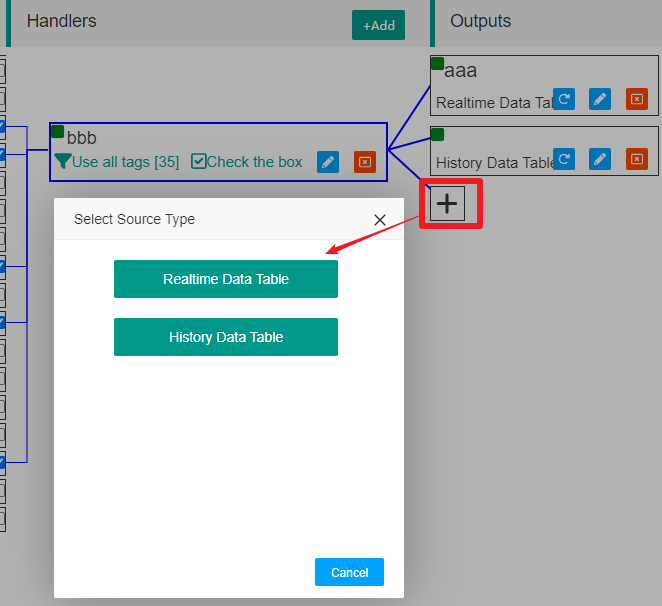 Handlers
+Add
Outputs
aaa
Realtime Data Ta
bbb
Use all tags [35]
Check the box
History Data Table
Select Source Type
Realtime Data Table
History Data Table
Cancel